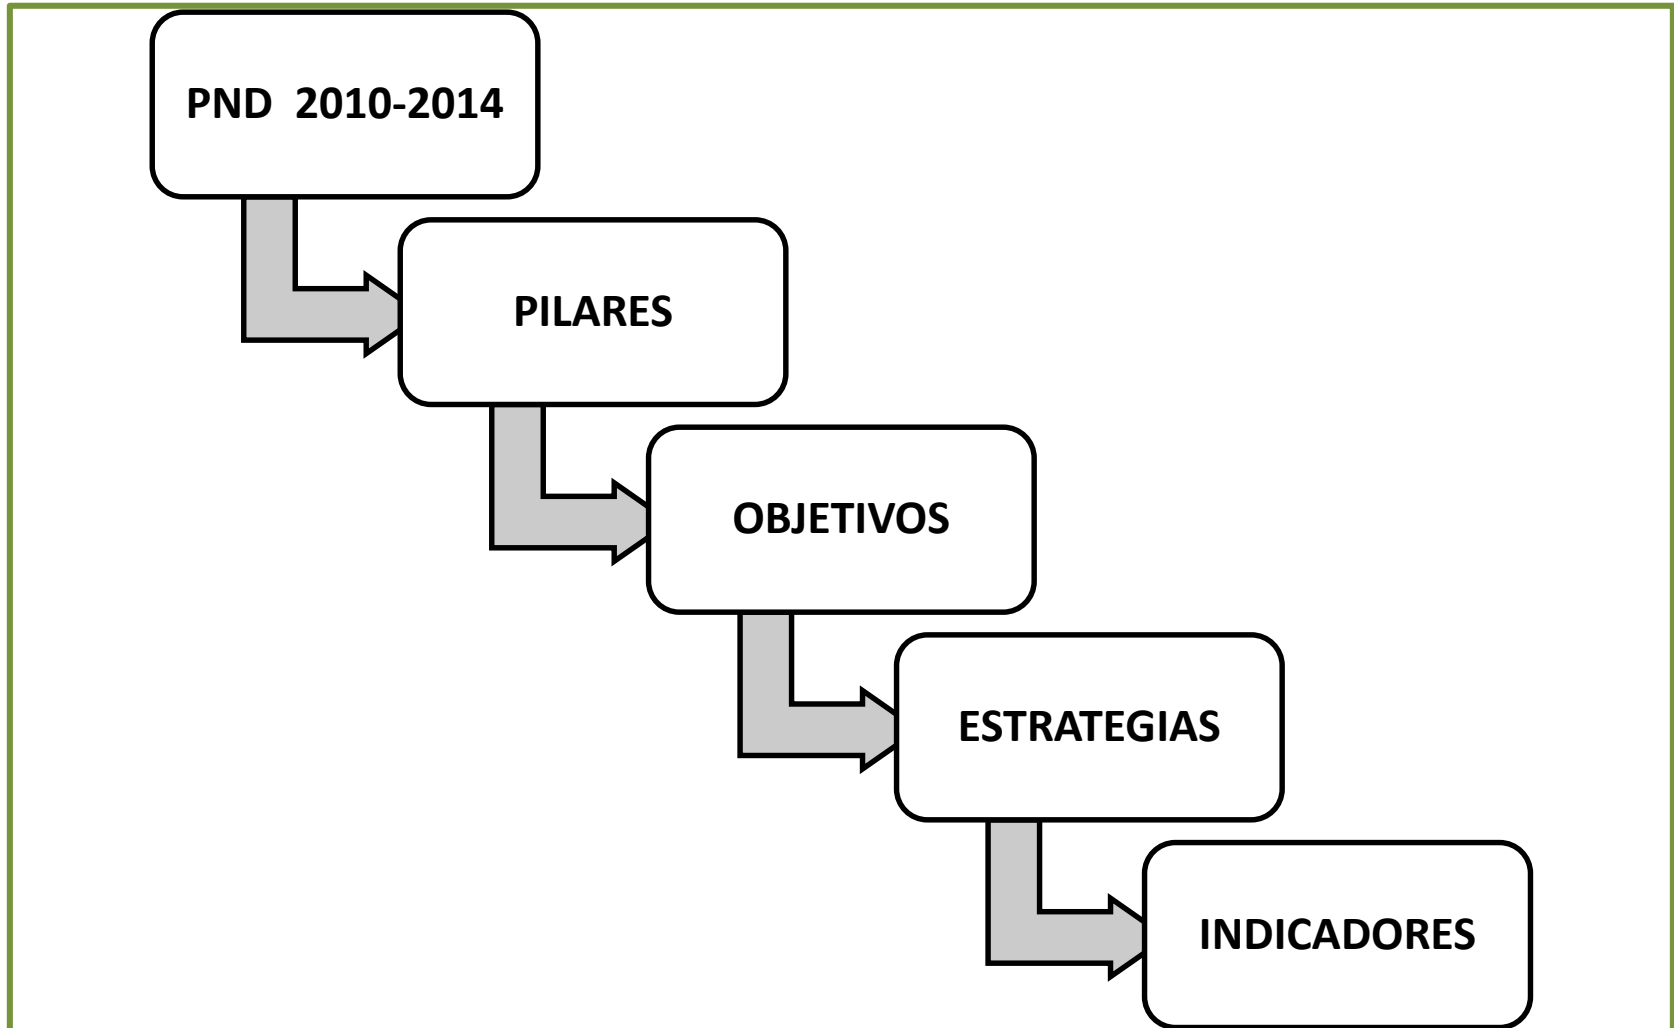 PND 2010-2014
PILARES
OBJETIVOS
ESTRATEGIAS
INDICADORES